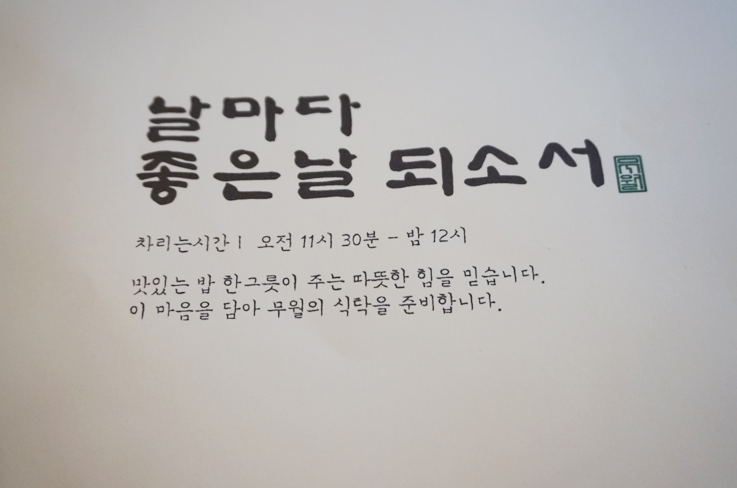 날마다
좋은날 되소서
무월
차리는시간 | 오전 11시 30분 - 밤 12시
맛있는 밥 한그릇이 주는 따뜻한 힘을 믿습니다.
이 마음을 담아 무월의 식탁을 준비합니다.